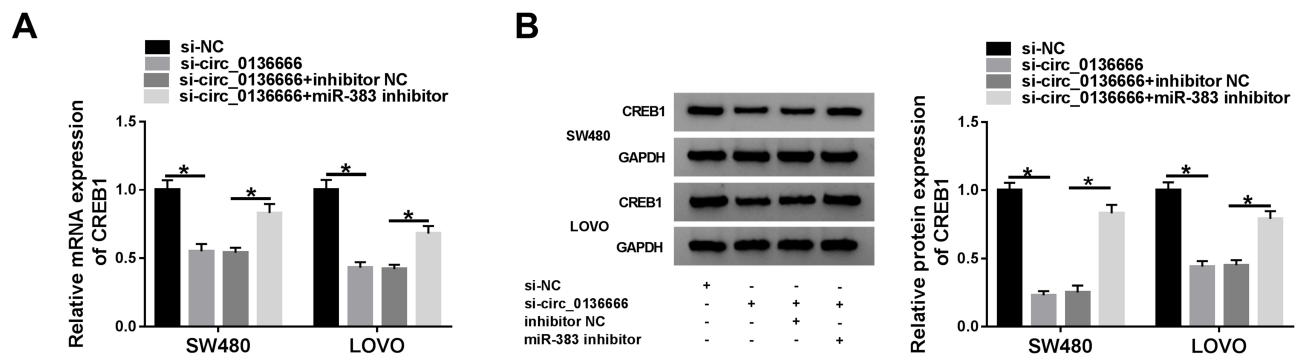 A
si-NC
si-circ_0136666
si-circ_0136666+inhibitor NC
si-circ_0136666+miR-383 inhibitor
Relative mRNA expression
of CREB1
1.5
1.0
0.5
0.0
* * * *
SW480 LOVO
B
SW480
CREB1
GAPDH
LOVO
CREB1
GAPDH
si-NC + - - -
si-circ_0136666 - + + +
inhibitor NC - - + -
miR-383 inhibitor - - - +
si-NC
si-circ_0136666
si-circ_0136666+inhibitor NC
si-circ_0136666+miR-383 inhibitor
Relative protein expression
of CREB1
1.5
1.0
0.5
0.0
* * * *
SW480 LOVO